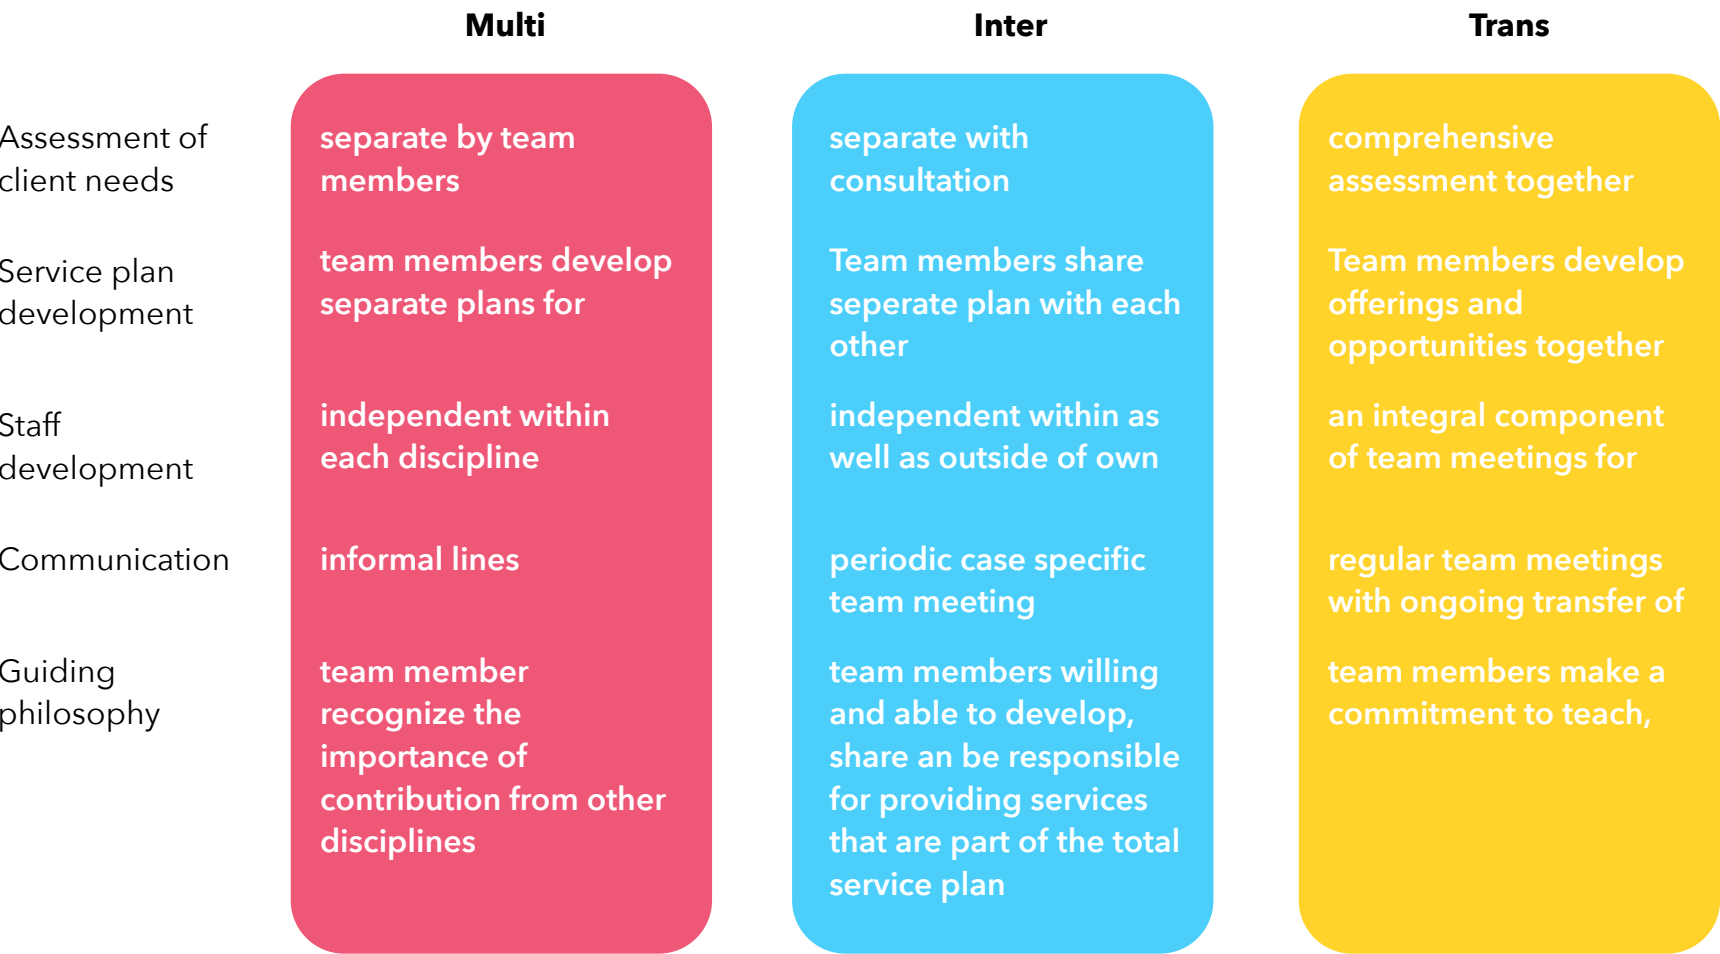 Multi
Inter
Trans
Assessment of
client needs
separate by team
members
separate with
consultation
comprehensive
assessment together
Service plan
development
team members develop
separate plans for
Team members share
seperate plan with each
other
Team members develop
offerings and
opportunities together
Staff
development
independent within
each discipline
independent within as
well as outside of own
an integral component
of team meetings for
Communication
informal lines
periodic case specific
team meeting
regular team meetings
with ongoing transfer of
Guiding
philosophy
team member
recognize the
importance of
contribution from other
disciplines
team members willing
and able to develop,
share an be responsible
for providing services
that are part of the total
service plan
team members make a
commitment to teach,